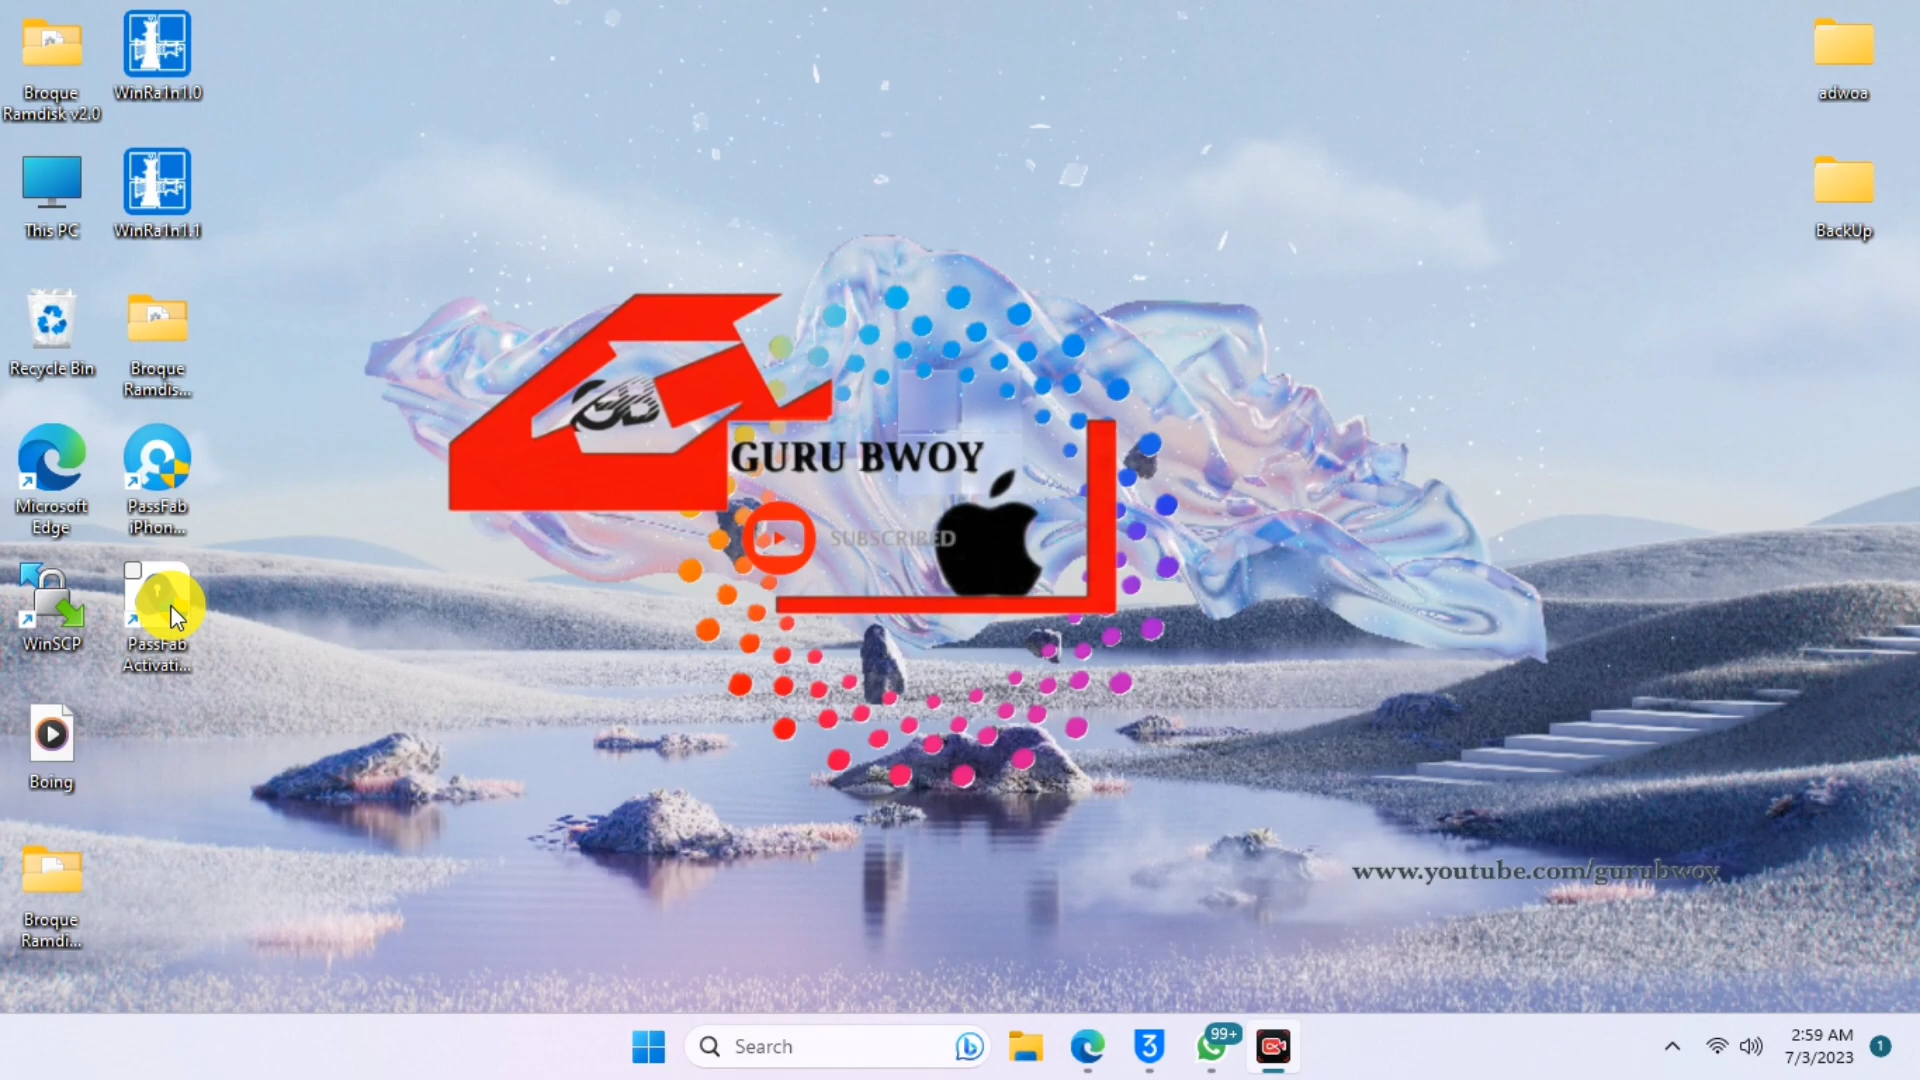 Broque
Ramdisk v2.0
WinRa1n1.0
This PC
WinRa1n1.1
Recycle Bin
Broque
Ramdis...
Microsoft
Edge
PassFab
iPhon...
WinSCP
PassFab
Activati...
Boing
Broque
Ramdi...
adwoa
BackUp
GB
GURU BWOY
SUBSCRIBED
www.youtube.com/gurubwoy
Search
3
99+
2:59 AM
7/3/2023
1